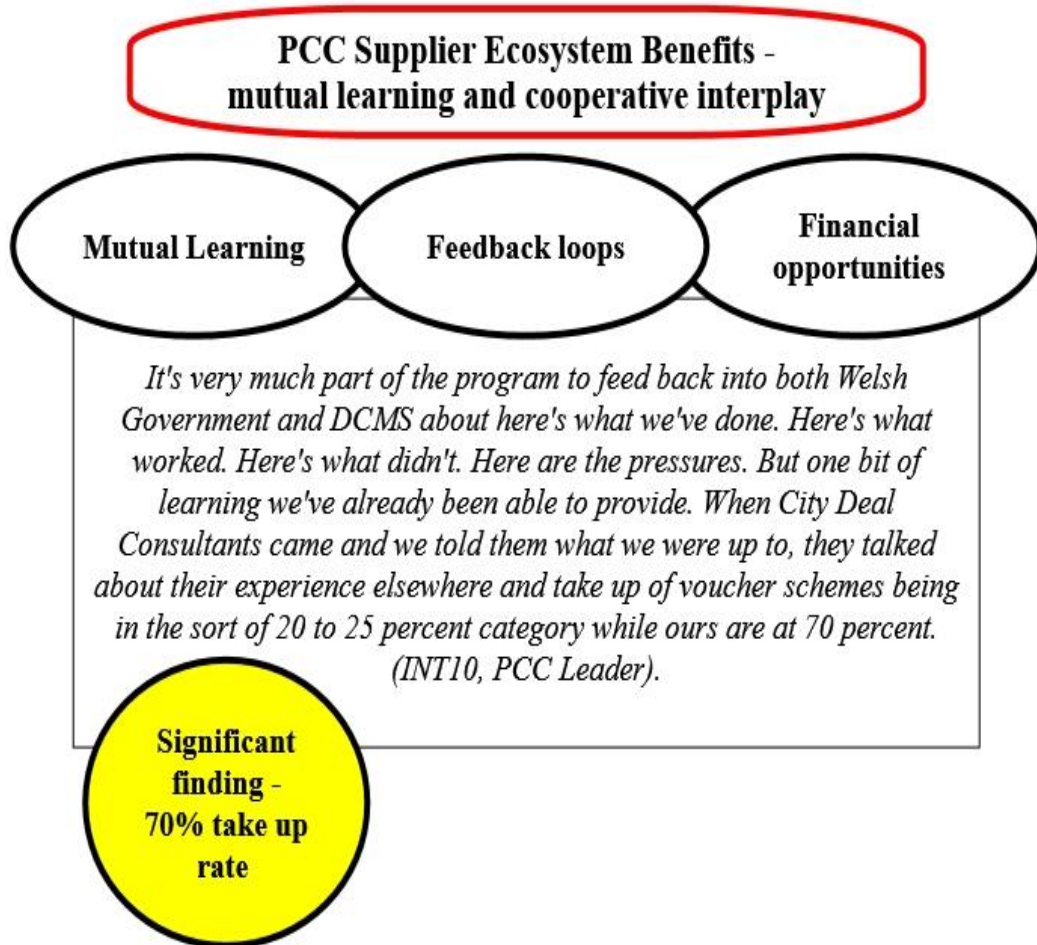 PCC Supplier Ecosystem Benefits -
mutual learning and cooperative interplay
Mutual Learning
Feedback loops
Financial
opportunities
It's very much part of the program to feed back into both Welsh
Government and DCMS about here's what we've done. Here's what
worked. Here's what didn't. Here are the pressures. But one bit of
learning we've already been able to provide. When City Deal
Consultants came and we told them what we were up to, they talked
about their experience elsewhere and take up of voucher schemes being
in the sort of 20 to 25 percent category while ours are at 70 percent.
(INT10, PCC Leader).
Significant
finding -
70% take up
rate